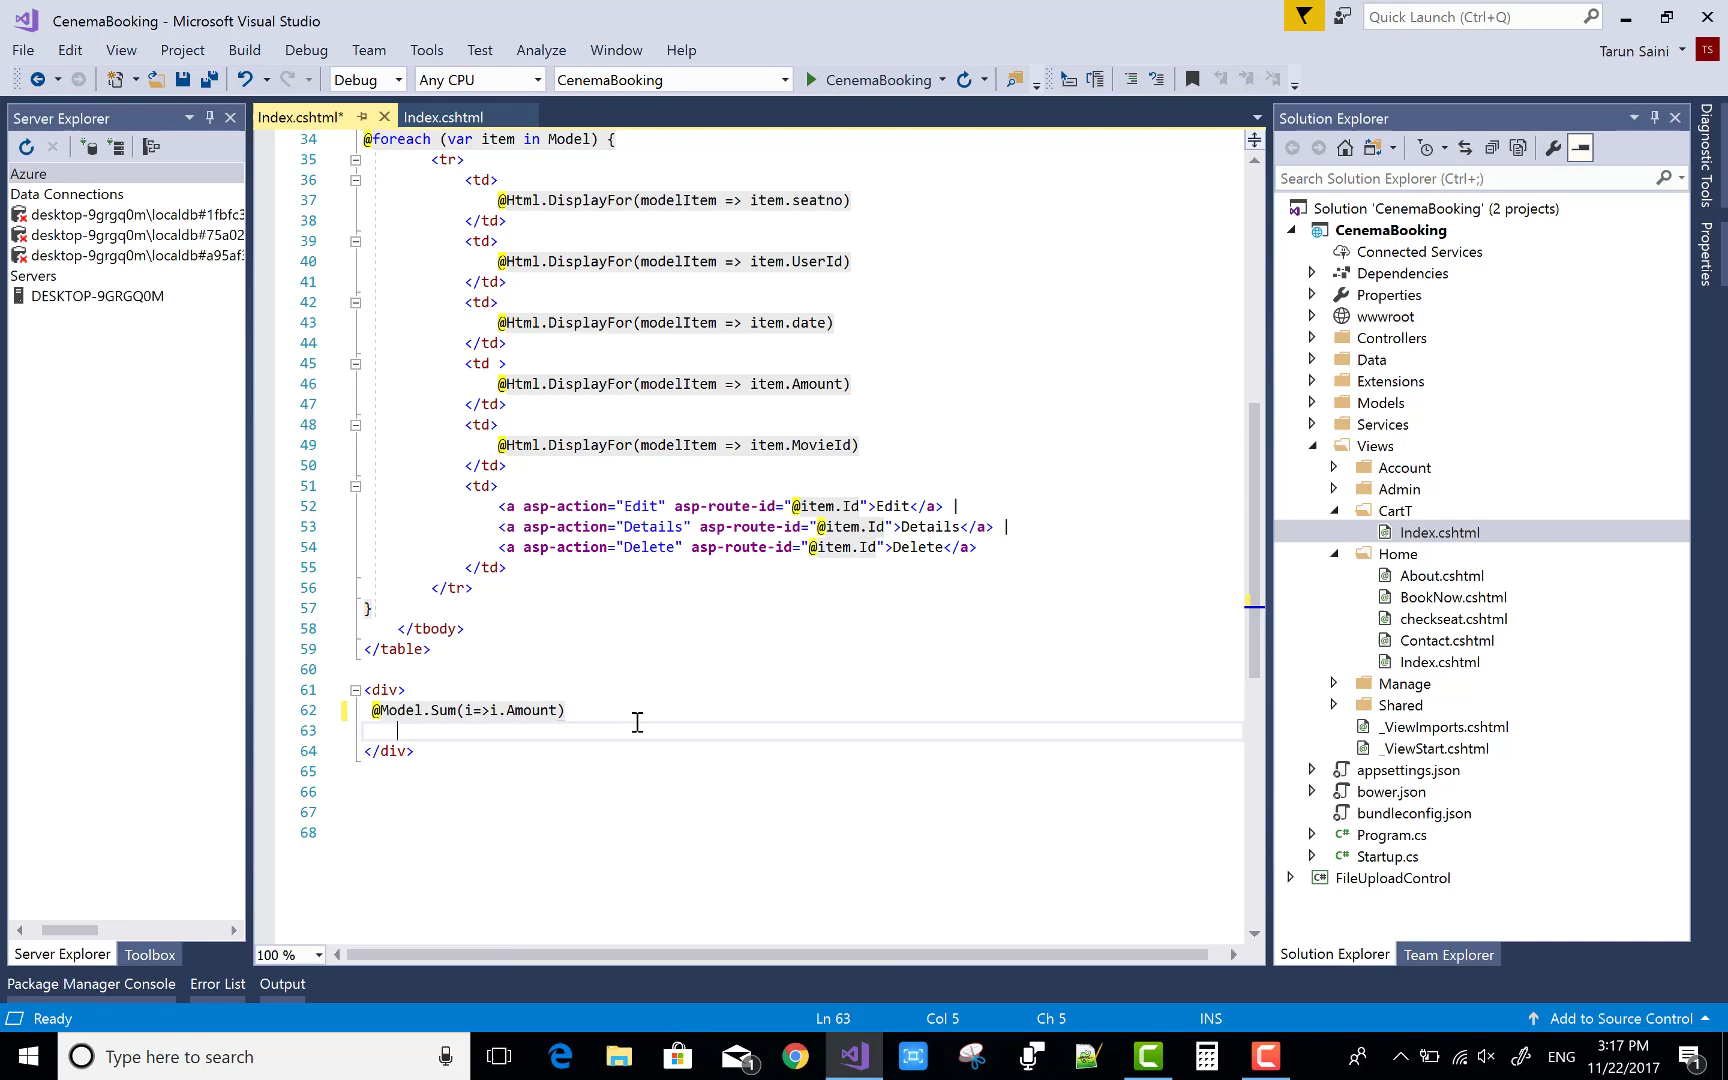 CenemaBooking - Microsoft Visual Studio
Quick Launch (Ctrl+Q)
File Edit View Project Build Debug Team Tools Test Analyze Window Help
Tarun Saini TS
Debug Any CPU CenemaBooking CenemaBooking
Server Explorer
Azure
Data Connections
desktop-9grgq0m\localdb#1fbfc3
desktop-9grgq0m\localdb#75a02
desktop-9grgq0m\localdb#a95af3
Servers
DESKTOP-9GRGQ0M
Server Explorer Toolbox
Index.cshtml* Index.cshtml
34 @foreach (var item in Model) {
35 <tr>
36 <td>
37 @Html.DisplayFor(modelItem => item.seatno)
38 </td>
39 <td>
40 @Html.DisplayFor(modelItem => item.UserId)
41 </td>
42 <td>
43 @Html.DisplayFor(modelItem => item.date)
44 </td>
45 <td >
46 @Html.DisplayFor(modelItem => item.Amount)
47 </td>
48 <td>
49 @Html.DisplayFor(modelItem => item.MovieId)
50 </td>
51 <td>
52 <a asp-action="Edit" asp-route-id="@item.Id">Edit</a> |
53 <a asp-action="Details" asp-route-id="@item.Id">Details</a> |
54 <a asp-action="Delete" asp-route-id="@item.Id">Delete</a>
55 </td>
56 </tr>
57 }
58 </tbody>
59 </table>
60
61 <div>
62 @Model.Sum(i=>i.Amount)
63
64 </div>
65
66
67
68
100 %
Solution Explorer
Search Solution Explorer (Ctrl+;)
Solution 'CenemaBooking' (2 projects)
CenemaBooking
Connected Services
Dependencies
Properties
wwwroot
Controllers
Data
Extensions
Models
Services
Views
Account
Admin
CartT
Index.cshtml
Home
About.cshtml
BookNow.cshtml
checkseat.cshtml
Contact.cshtml
Index.cshtml
Manage
Shared
_ViewImports.cshtml
_ViewStart.cshtml
appsettings.json
bower.json
bundleconfig.json
C# Program.cs
C# Startup.cs
C# FileUploadControl
Solution Explorer Team Explorer
Diagnostic Tools
Properties
Package Manager Console Error List Output
Ready Ln 63 Col 5 Ch 5 INS Add to Source Control
Type here to search
1
ENG
3:17 PM
11/22/2017
1